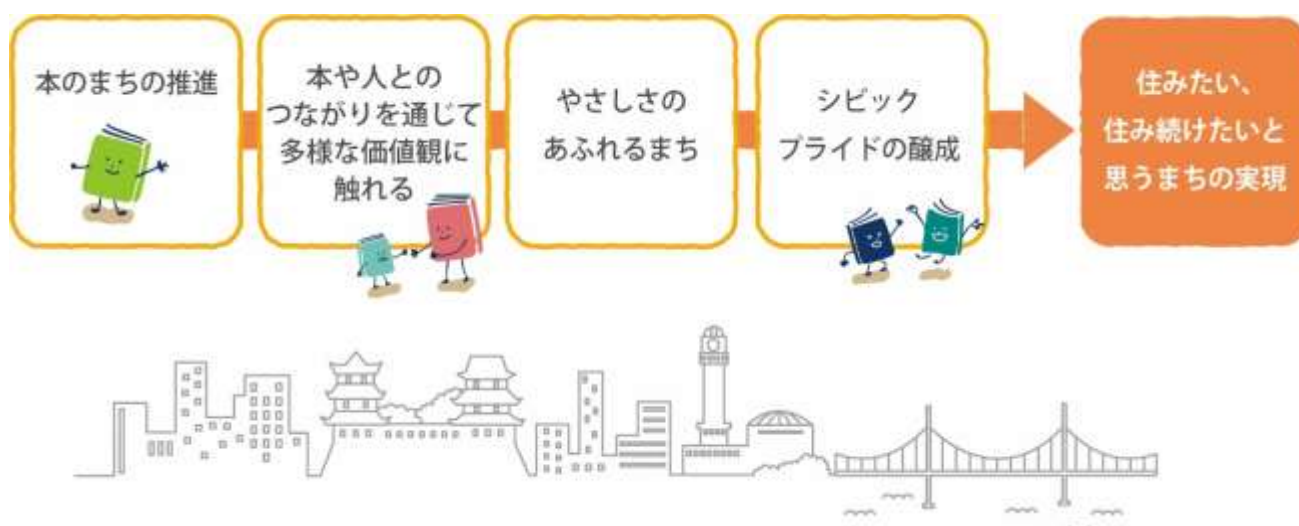 本のまちの推進
本や人との
つながりを通じて
多様な価値観に
触れる
やさしさの
あふれるまち
シビック
プライドの醸成
住みたい、
住み続けたいと
思うまちの実現